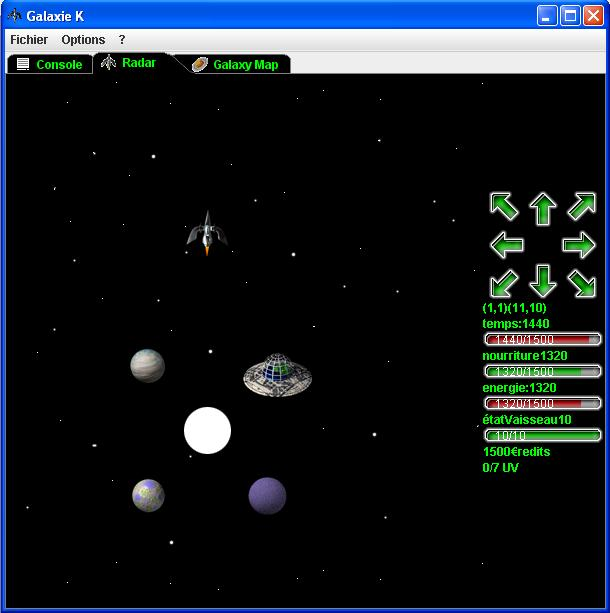 Galaxie K
Fichier Options ?
Console Radar Galaxy Map
(1,1)(11,10)
temps:1440
1440/1500
nourriture1320
1320/1500
energie:1320
1320/1500
étatVaisseau10
10/10
1500€redits
0/7 UV